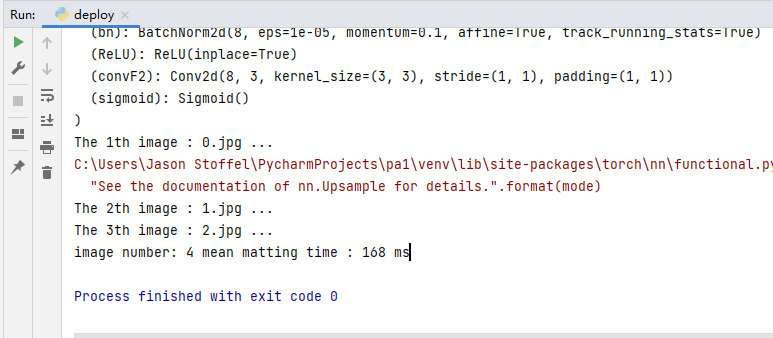 Run: deploy
(bn): BatchNorm2d(8, eps=1e-05, momentum=0.1, affine=True, track_running_stats=True)
(ReLU): ReLU(inplace=True)
(convF2): Conv2d(8, 3, kernel_size=(3, 3), stride=(1, 1), padding=(1, 1))
(sigmoid): Sigmoid()
)
The 1th image : 0.jpg ...
C:\Users\Jason Stoffel\PycharmProjects\pa1\venv\lib\site-packages\torch\nn\functional.py
"See the documentation of nn.Upsample for details.".format(mode)
The 2th image : 1.jpg ...
The 3th image : 2.jpg ...
image number: 4 mean matting time : 168 ms
Process finished with exit code 0